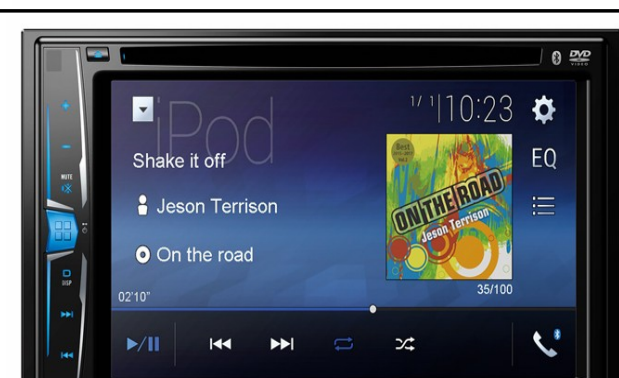 DVD
VIDEO
1/ 1 10:23
iPod
Shake it off
EQ
MUTE
Jeson Terrison
On the road
DISP
Best
ON THE ROAD
Jeson Terrison
02'10"
35/100